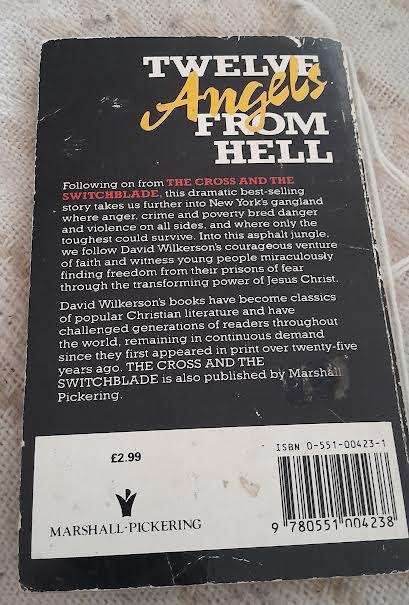 TWELVE
Angels
FROM
HELL
Following on from THE CROSS AND THE
SWITCHBLADE, this dramatic best-selling
story takes us further into New York's gangland
where anger, crime and poverty bred danger
and violence on all sides, and where only the
toughest could survive. Into this asphalt jungle,
we follow David Wilkerson's courageous venture
of faith and witness young people miraculously
finding freedom from their prisons of fear
through the transforming power of Jesus Christ.
David Wilkerson's books have become classics
of popular Christian literature and have
challenged generations of readers throughout
the world, remaining in continuous demand
since they first appeared in print over twenty-five
years ago. THE CROSS AND THE
SWITCHBLADE is also published by Marshall
Pickering.
£2.99
MARSHALL·PICKERING
ISBN 0-551-00423-1
9 780551 004238